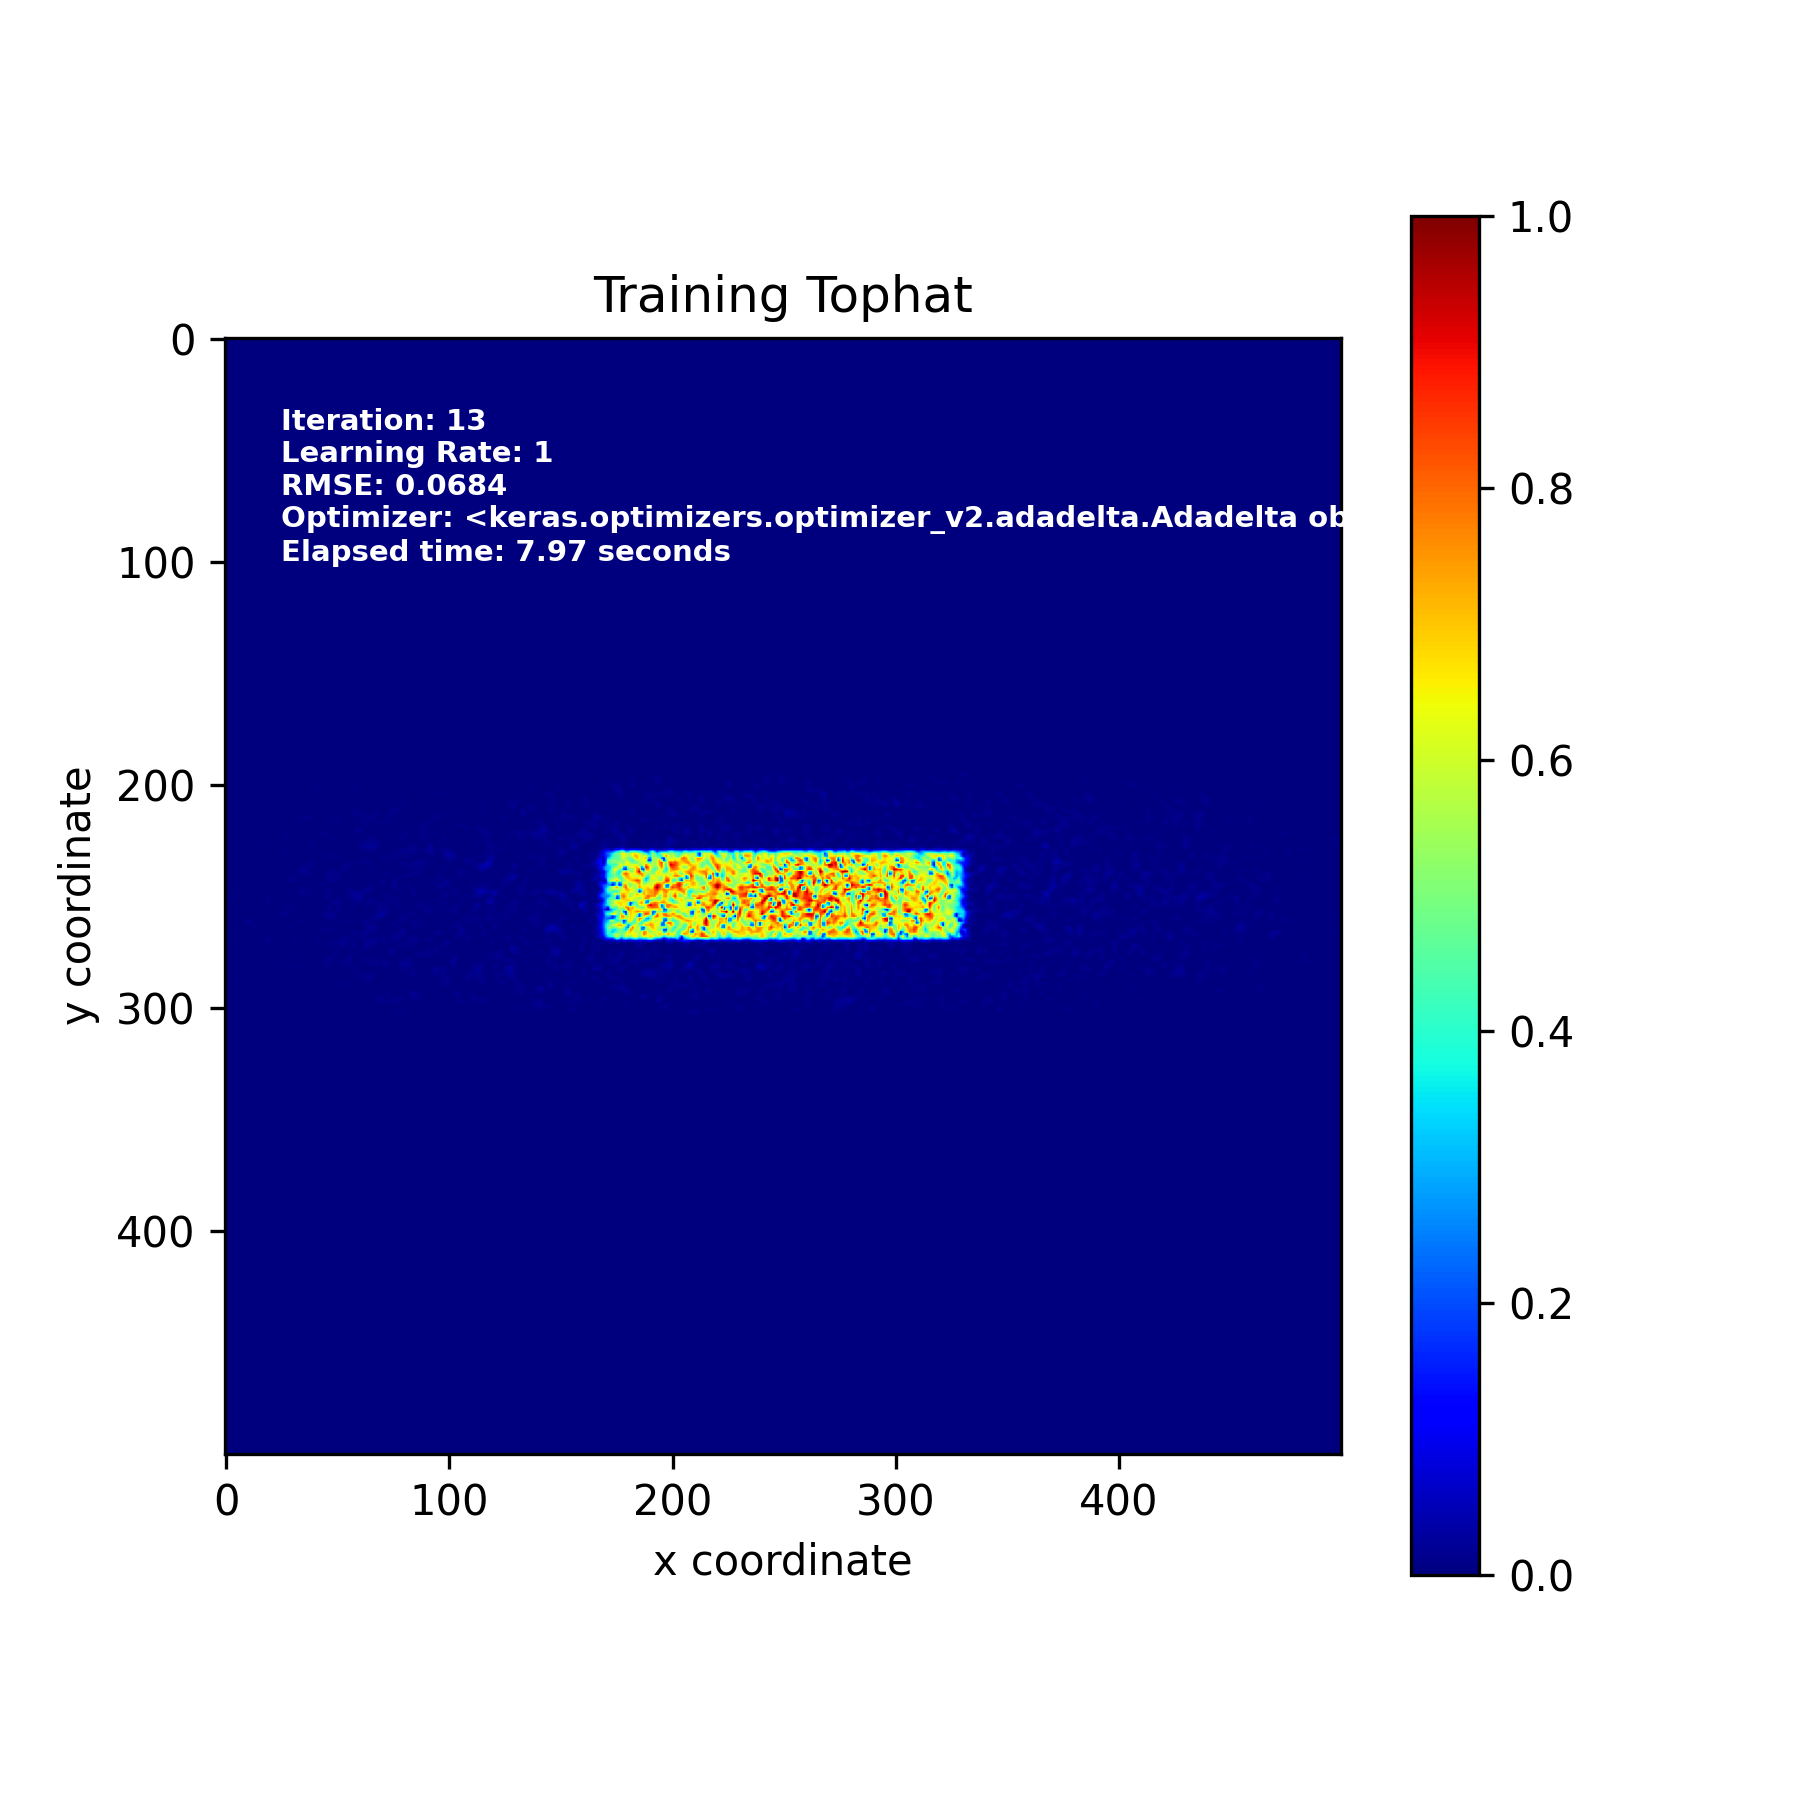 Training Tophat
Iteration: 13
Learning Rate: 1
RMSE: 0.0684
Optimizer: <keras.optimizers.optimizer_v2.adadelta.Adadelta ob
Elapsed time: 7.97 seconds
0
100
200
300
400
y coordinate
0
100
200
300
400
x coordinate
1.0
0.8
0.6
0.4
0.2
0.0